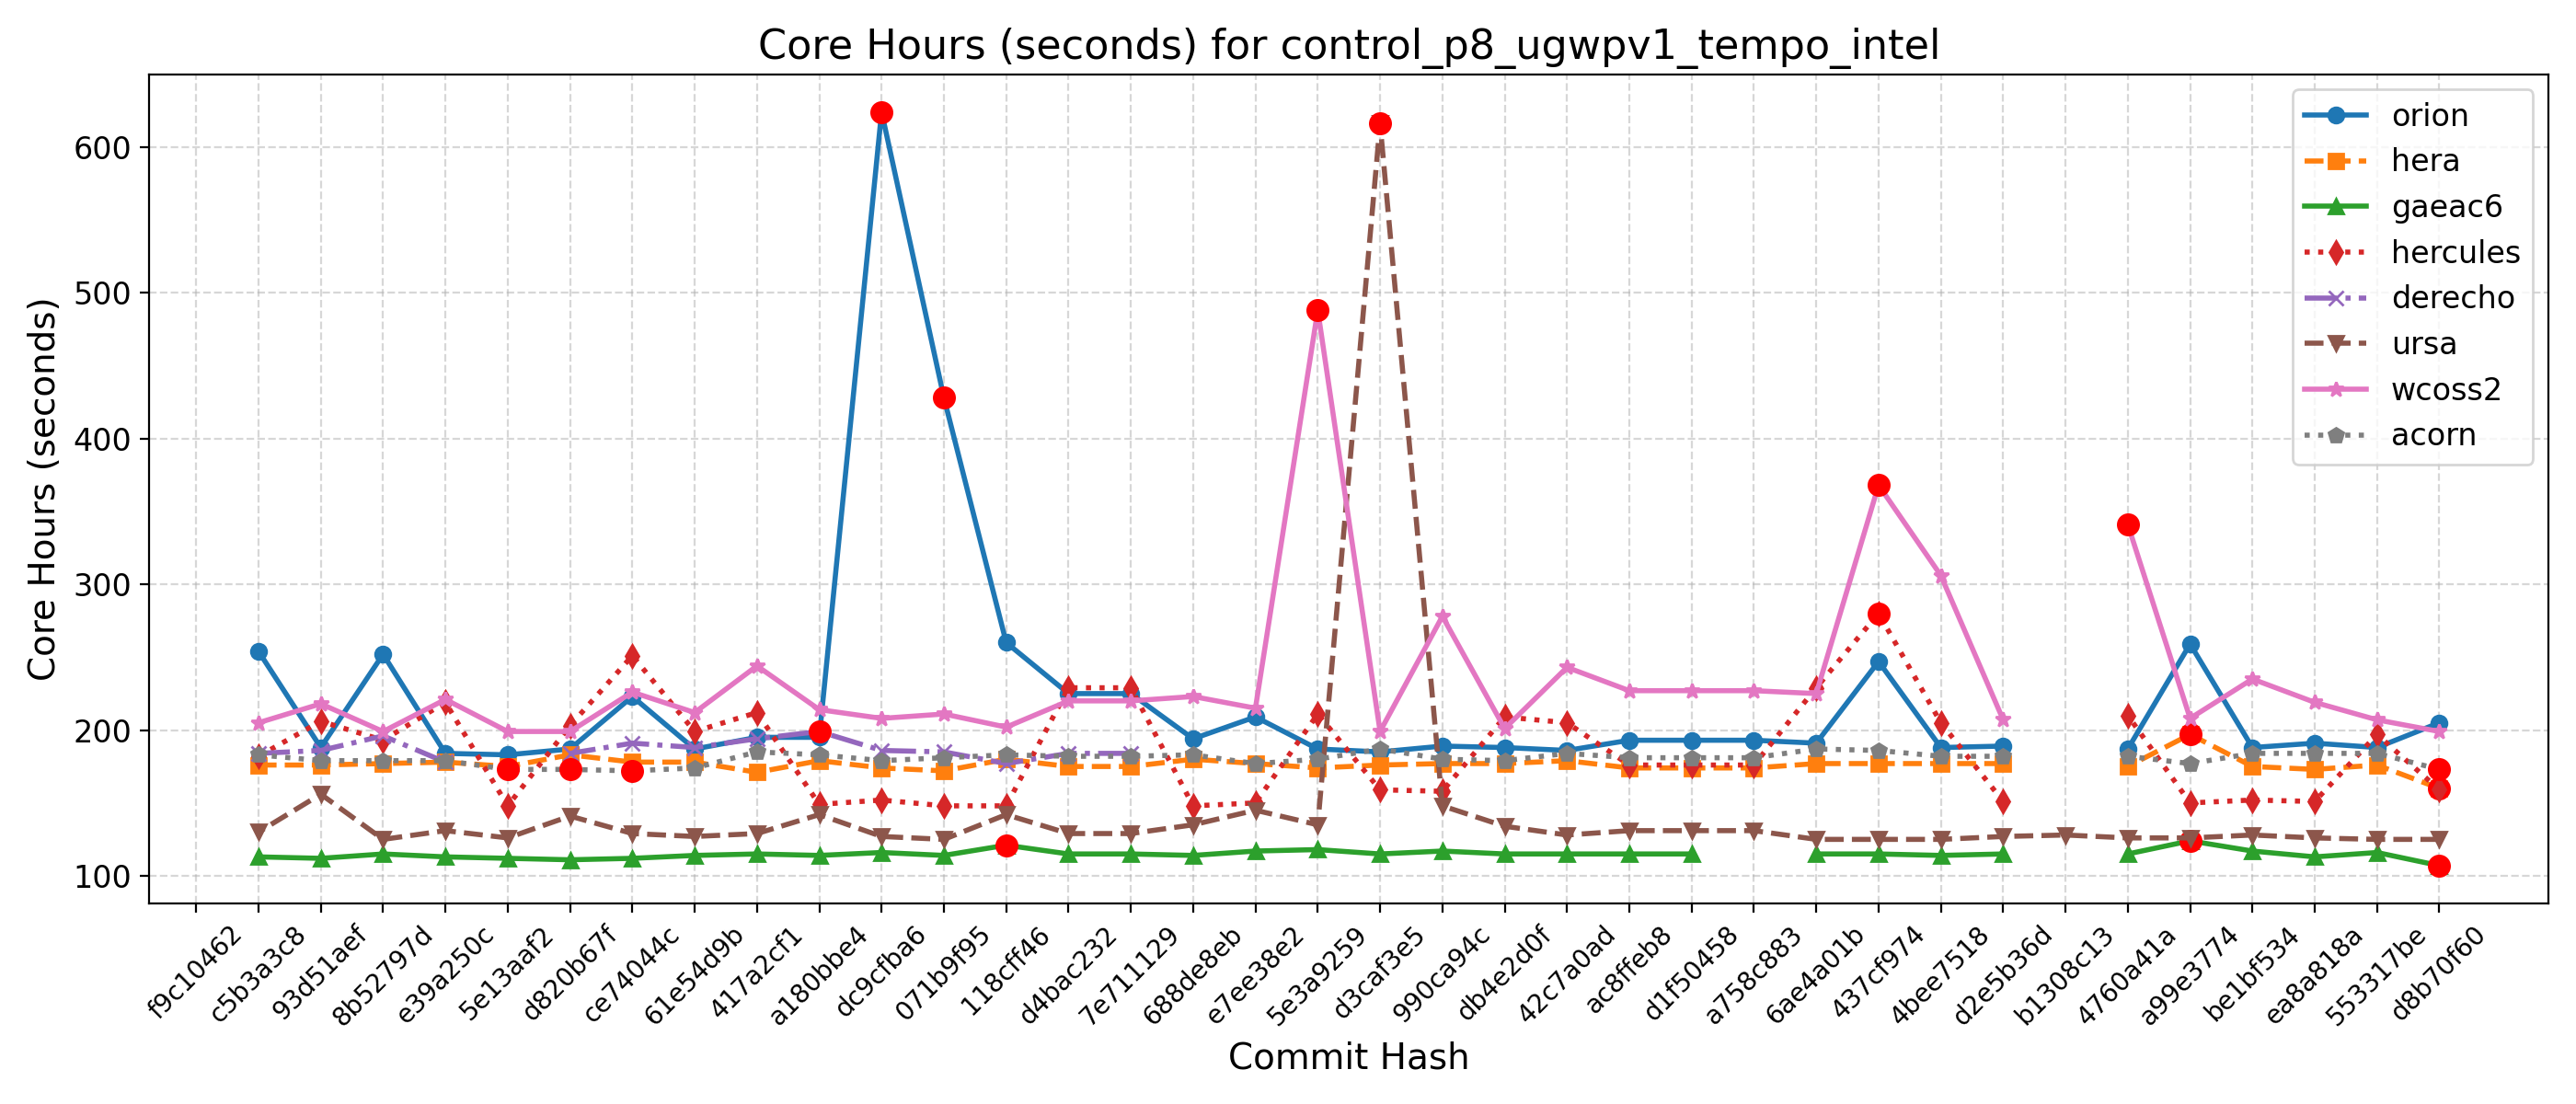 Core Hours (seconds) for control_p8_ugwpv1_tempo_intel
Core Hours (seconds)
600
500
400
300
200
100
orion
hera
gaeac6
hercules
derecho
ursa
wcoss2
acorn
f9c10462
c5b3a3c8
93d51aef
8b52797d
e39a250c
5e13aaf2
d820b67f
ce74044c
61e54d9b
417a2cf1
a180bbe4
dc9cfba6
071b9f95
118cff46
d4bac232
7e711129
688de8eb
e7ee38e2
5e3a9259
d3caf3e5
990ca94c
db4e2d0f
42c7a0ad
ac8ffeb8
d1f50458
a758c883
6ae4a01b
437cf974
4bee7518
d2e5b36d
b1308c13
4760a41a
a99e3774
be1bf534
ea8a818a
553317be
d8b70f60
Commit Hash